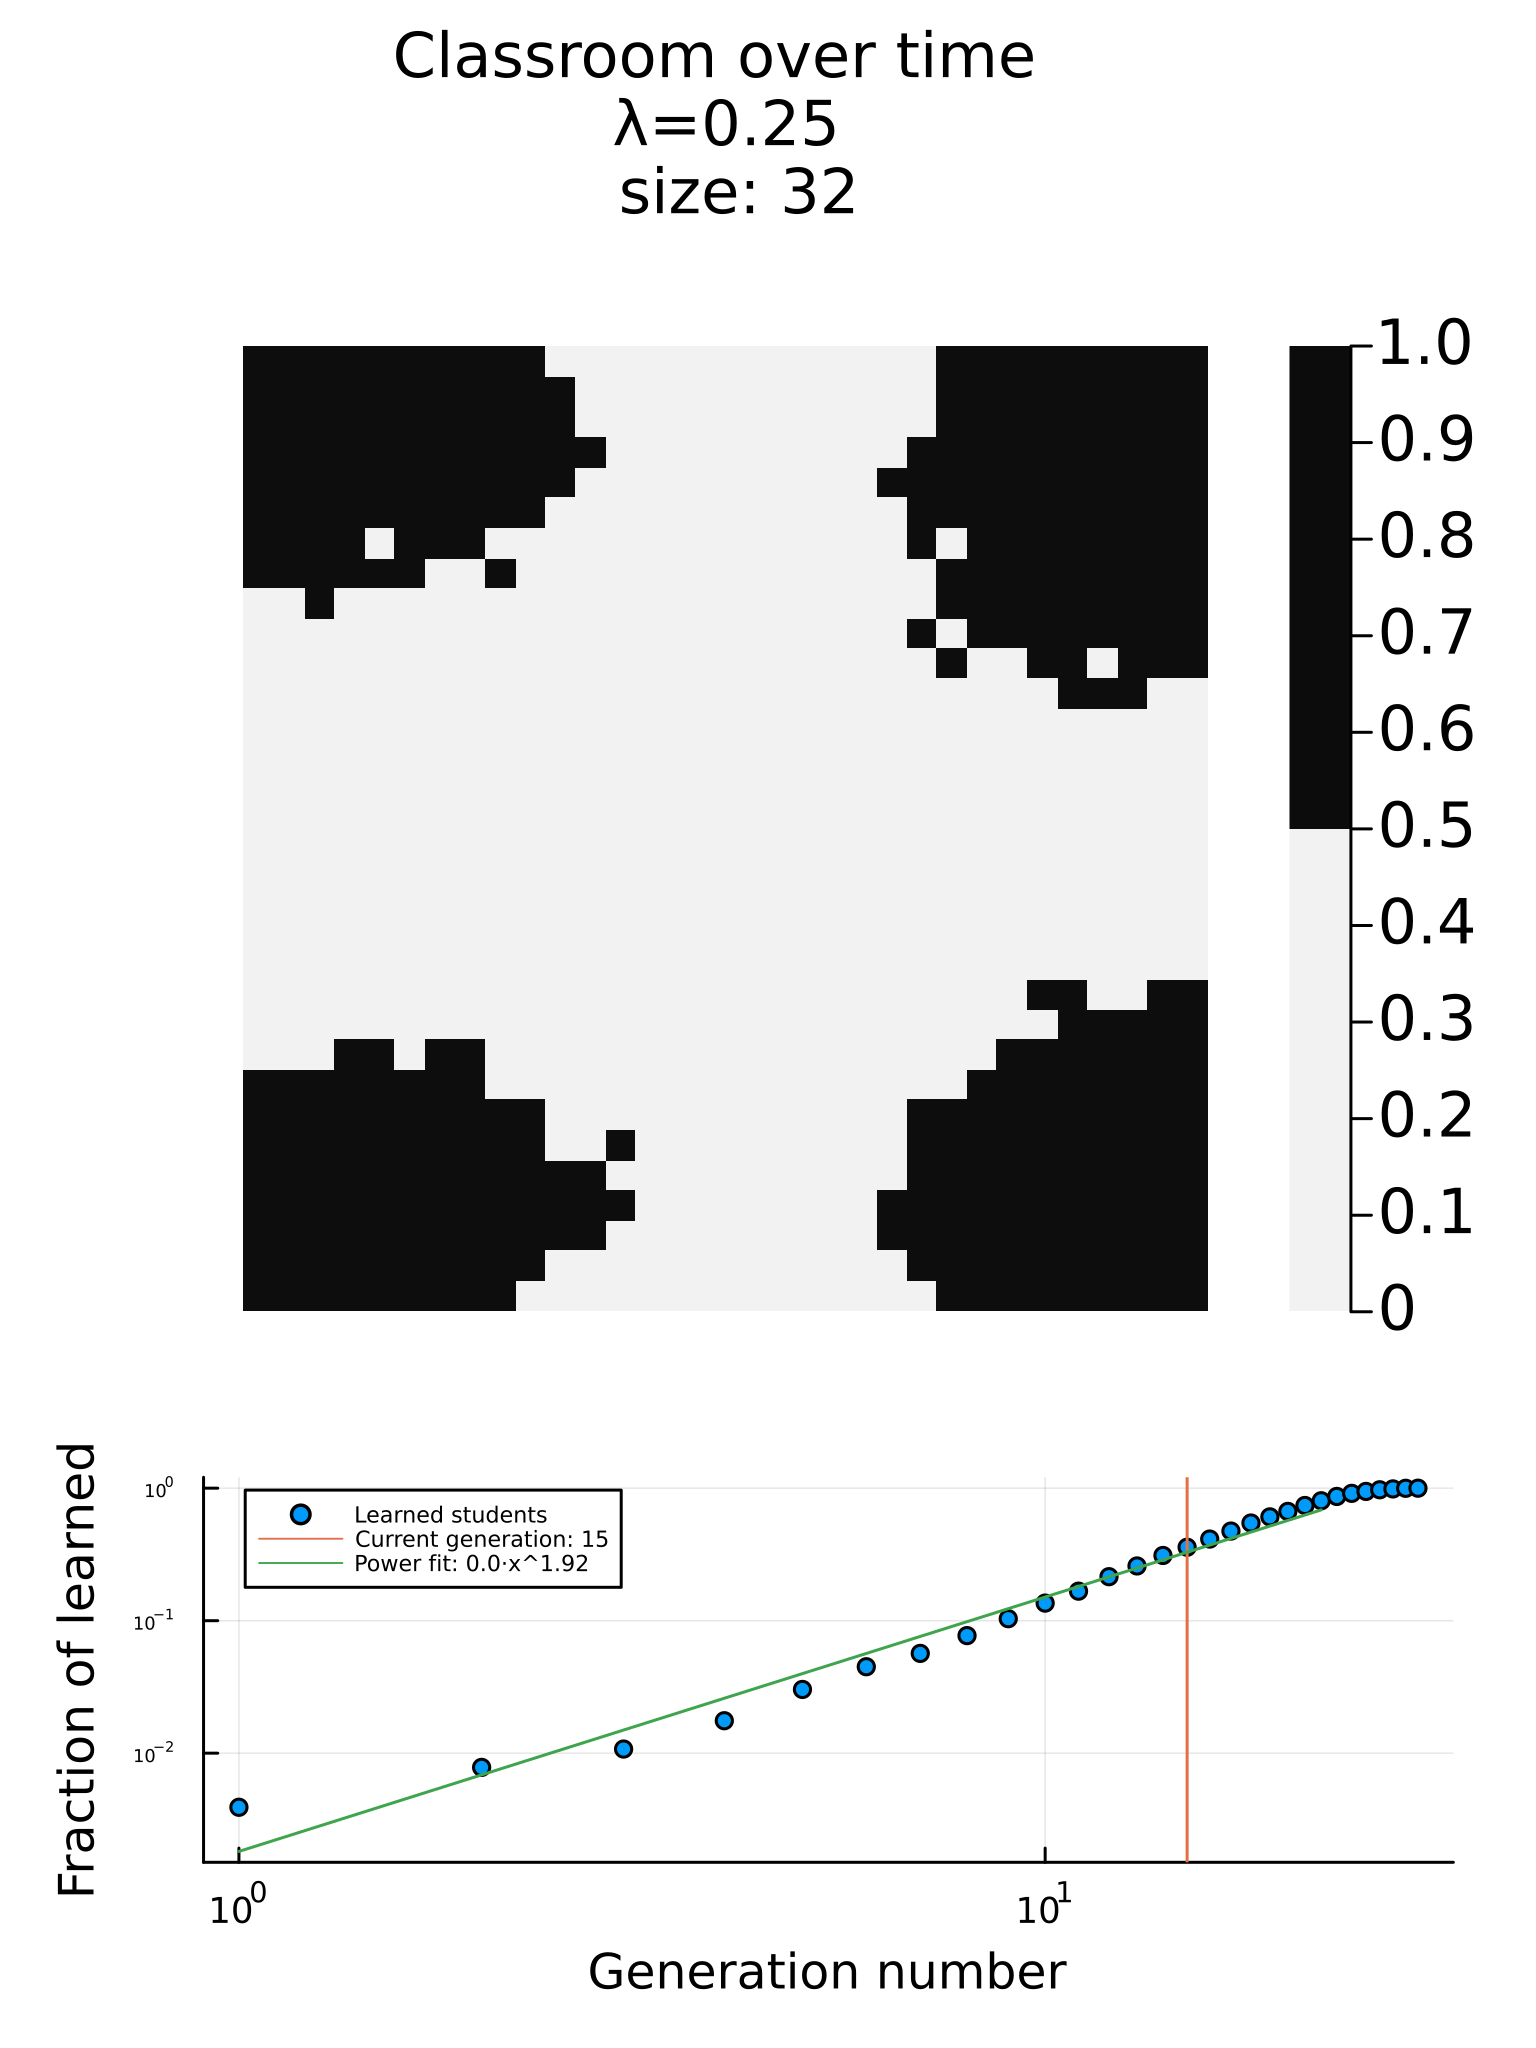 Classroom over time
λ=0.25
size: 32
1.0
0.9
0.8
0.7
0.6
0.5
0.4
0.3
0.2
0.1
0
Fraction of learned
10^0
10^-1
10^-2
Learned students
Current generation: 15
Power fit: 0.0·x^1.92
10^0
10^1
Generation number